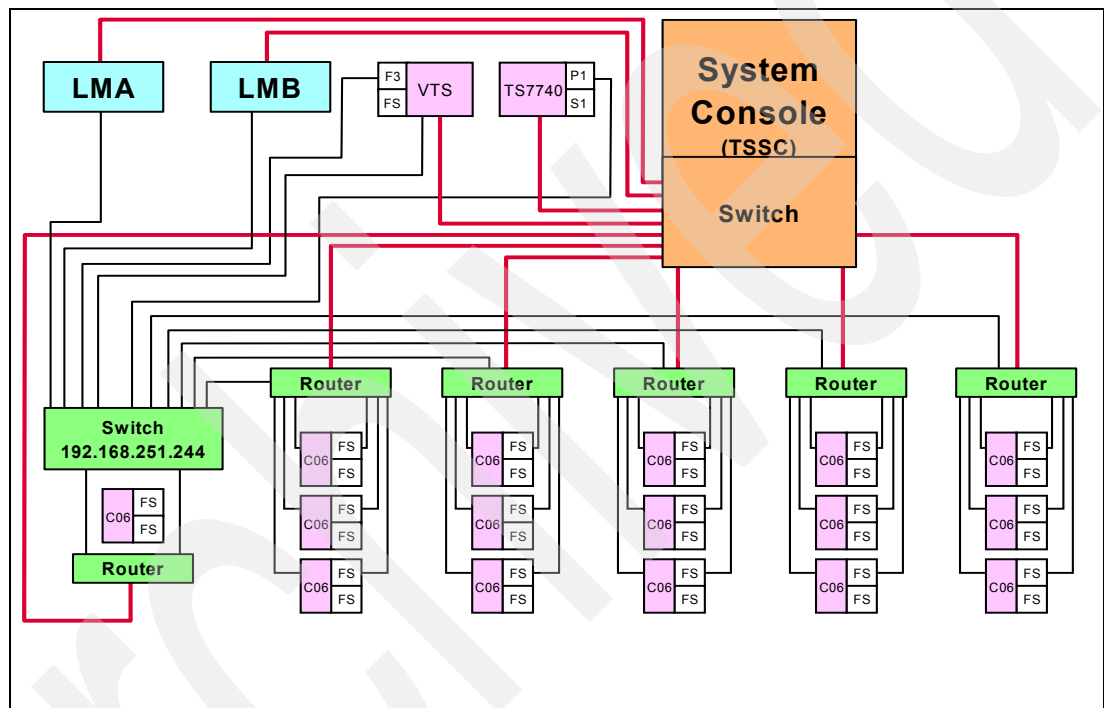 LMA
LMB
F3
FS
VTS
TS7740
P1
S1
System
Console
(TSSC)
Switch
Router
Router
Router
Router
Router
Switch
192.168.251.244
C06
FS
FS
Router
C06
FS
FS
C06
FS
FS
C06
FS
FS
C06
FS
FS
C06
FS
FS
C06
FS
FS
C06
FS
FS
C06
FS
FS
C06
FS
FS
C06
FS
FS
C06
FS
FS
C06
FS
FS
C06
FS
FS
C06
FS
FS
C06
FS
FS